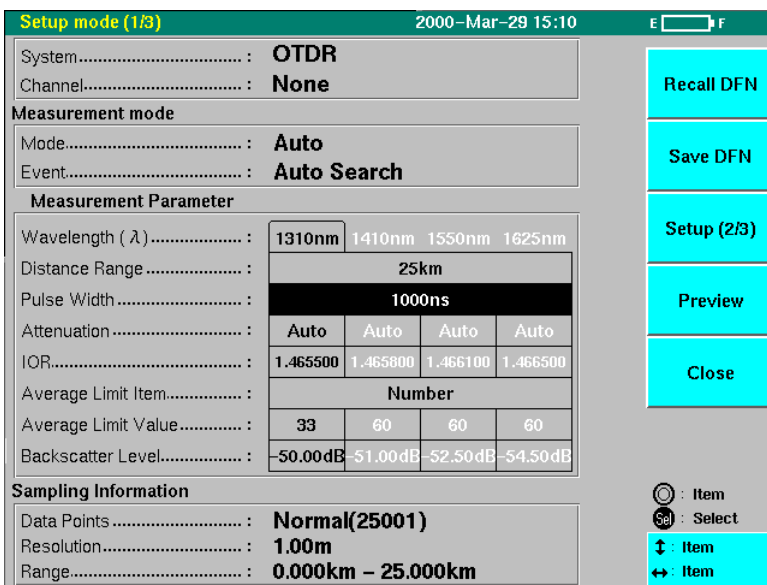 Setup mode (1/3) 2000-Mar-29 15:10 E F
System : OTDR
Channel : None
Measurement mode
Mode : Auto
Event : Auto Search
Measurement Parameter
Wavelength ( λ ) : 1310nm 1410nm 1550nm 1625nm
Distance Range : 25km
Pulse Width : 1000ns
Attenuation : Auto Auto Auto Auto
IOR : 1.465500 1.465800 1.466100 1.466500
Average Limit Item : Number
Average Limit Value : 33 60 60 60
Backscatter Level : -50.00dB -51.00dB -52.50dB -54.50dB
Sampling Information
Data Points : Normal(25001)
Resolution : 1.00m
Range : 0.000km - 25.000km
Recall DFN
Save DFN
Setup (2/3)
Preview
Close
: Item
Sel : Select
↕ : Item
↔ : Item